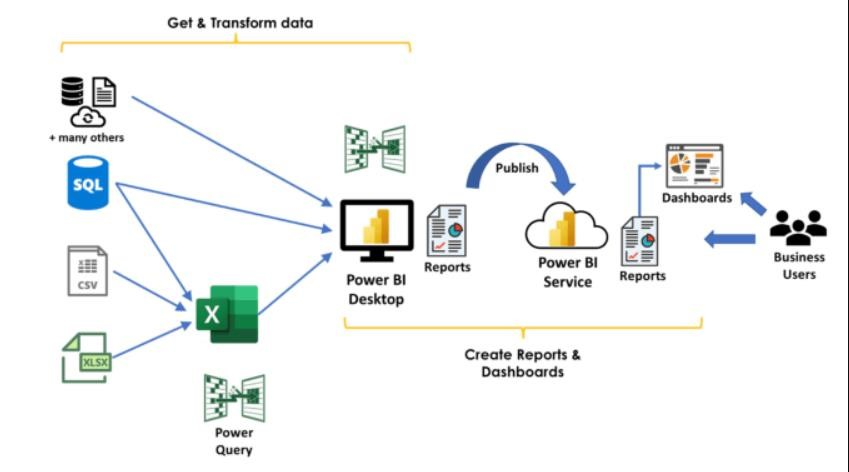 Get & Transform data
+ many others
SQL
CSV
XLSX
X
Power
Query
Power BI
Desktop
Reports
Publish
Power BI
Service
Reports
Dashboards
Business
Users
Create Reports &
Dashboards